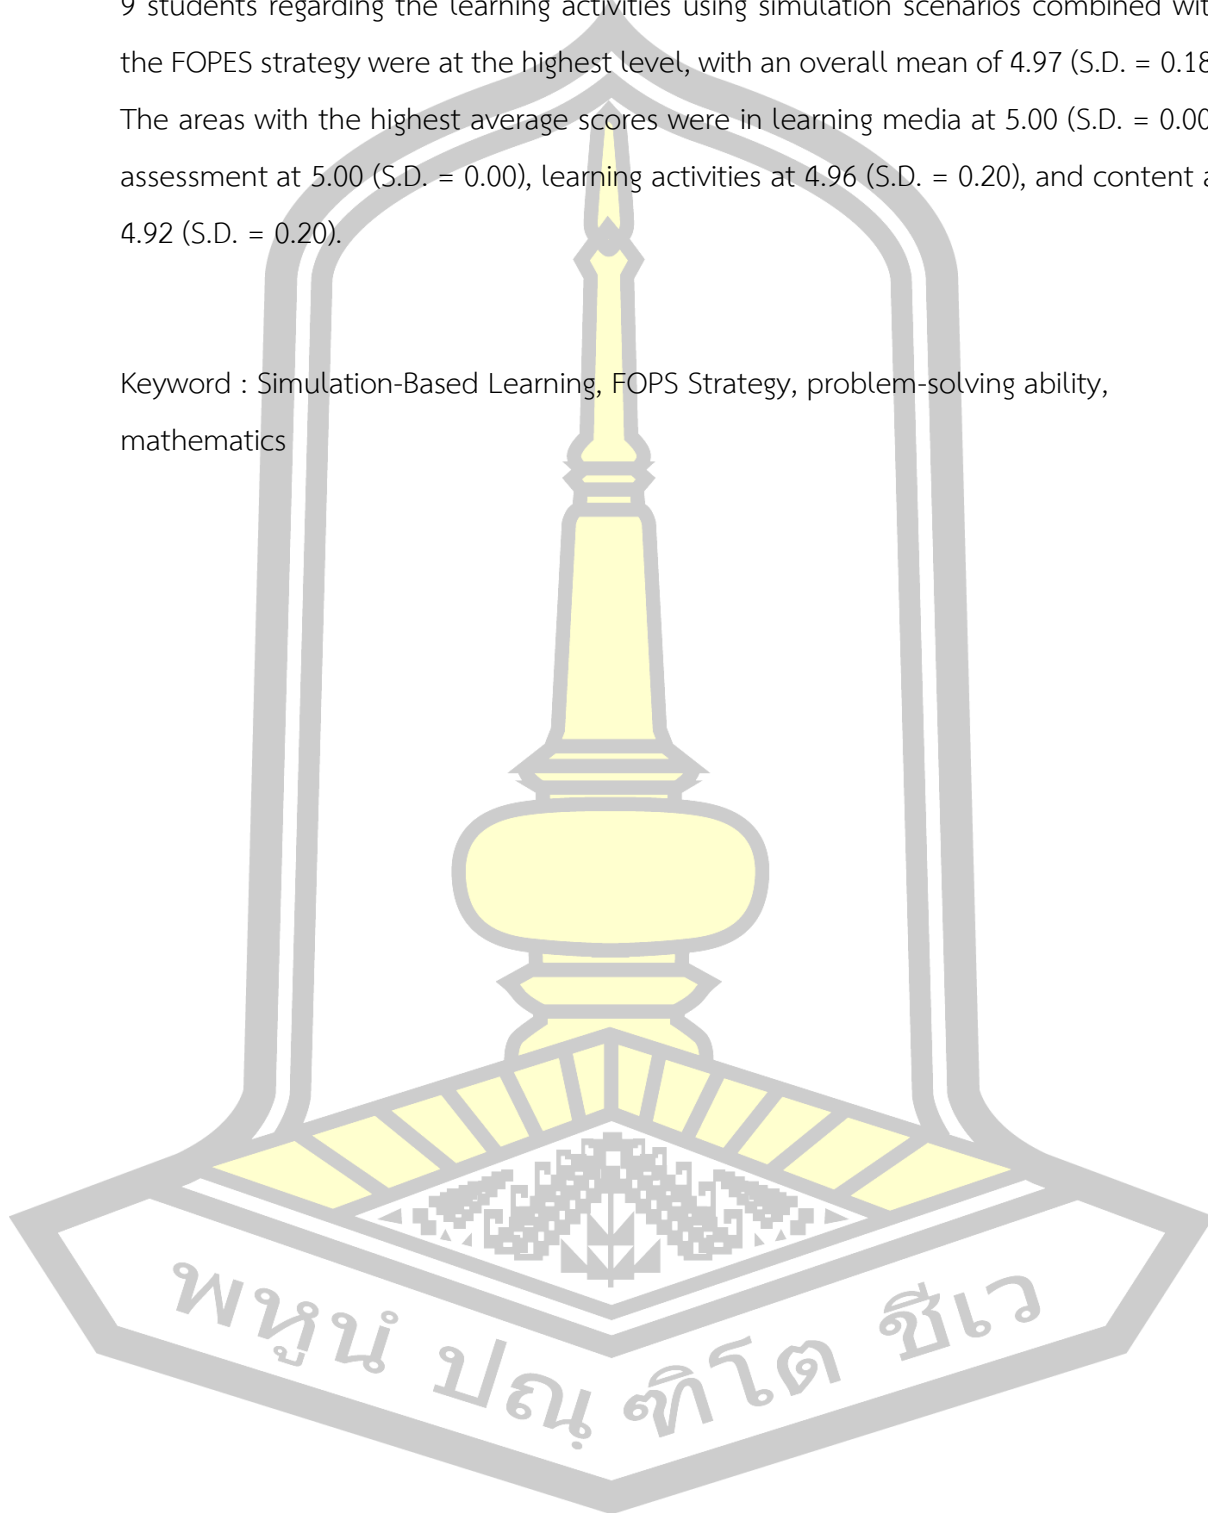 9 students regarding the learning activities using simulation scenarios combined wit
the FOPES strategy were at the highest level, with an overall mean of 4.97 (S.D. = 0.18
The areas with the highest average scores were in learning media at 5.00 (S.D. = 0.00
assessment at 5.00 (S.D. = 0.00), learning activities at 4.96 (S.D. = 0.20), and content a
4.92 (S.D. = 0.20).
Keyword : Simulation-Based Learning, FOPS Strategy, problem-solving ability,
mathematics
พหูนํ ปณฺ ฑิโต ชีเว